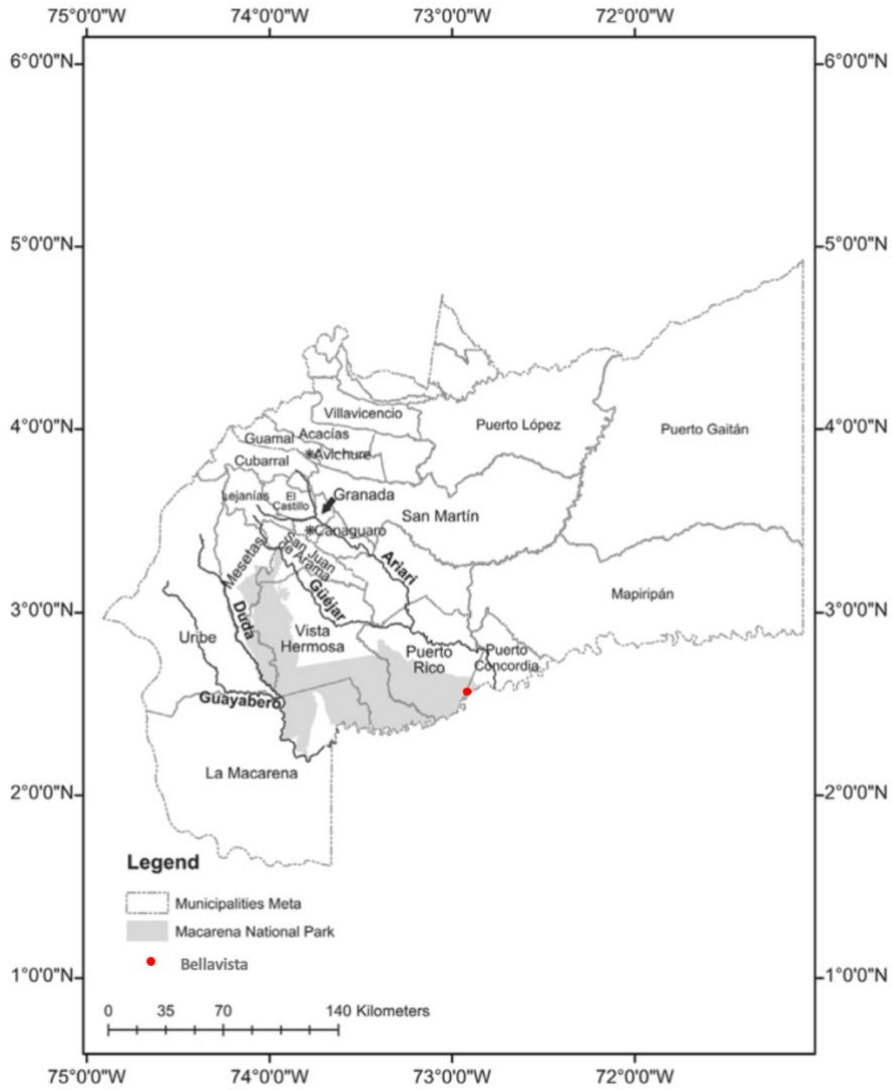 75°0'0"W 74°0'0"W 73°0'0"W 72°0'0"W
6°0'0"N 6°0'0"N
5°0'0"N 5°0'0"N
4°0'0"N 4°0'0"N
3°0'0"N 3°0'0"N
2°0'0"N 2°0'0"N
1°0'0"N 1°0'0"N
Villavicencio
Puerto López
Puerto Gaitán
Guamal
Acacías
Avichure
Cubarral
Lejanías
El
Castillo
Granada
San Martín
Canaguaro
Mesetas
San Juan
de Arama
Ariari
Güéjar
Mapiripán
Duda
Uribe
Vista
Hermosa
Puerto
Rico
Puerto
Concordia
Guayabero
La Macarena
Legend
Municipalities Meta
Macarena National Park
Bellavista
0 35 70 140 Kilometers
75°0'0"W 74°0'0"W 73°0'0"W 72°0'0"W